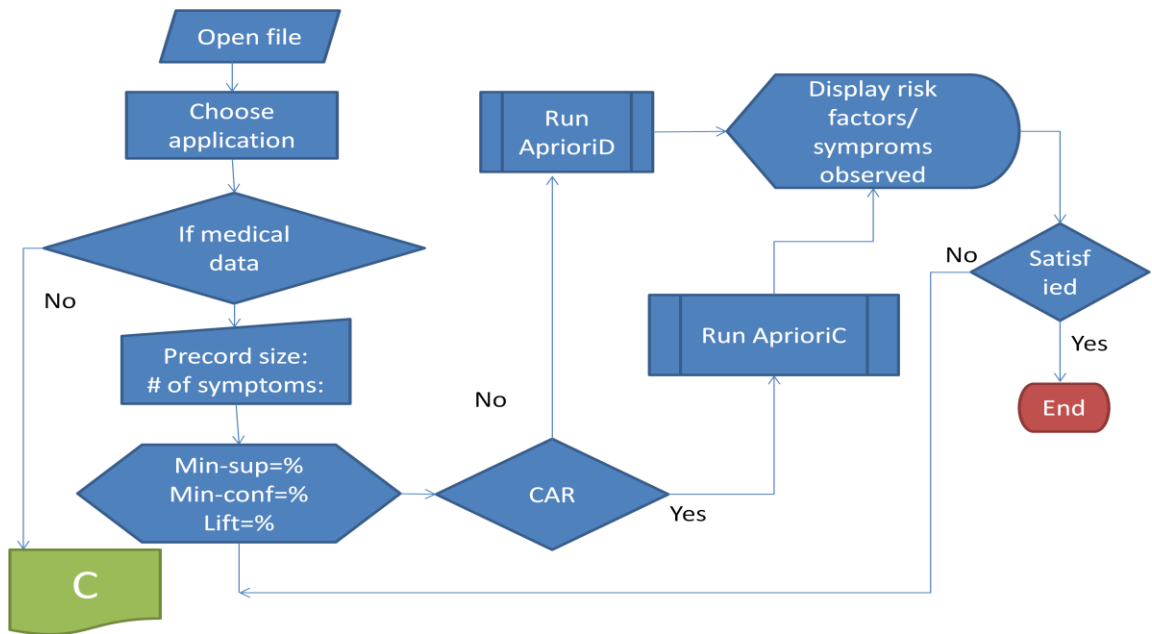 Open file
Choose
application
If medical
data
No
Precord size:
# of symptoms:
Min-sup=%
Min-conf=%
Lift=%
C
CAR
No
Yes
Run
AprioriD
Run AprioriC
Display risk
factors/
symproms
observed
Satisf
ied
No
Yes
End